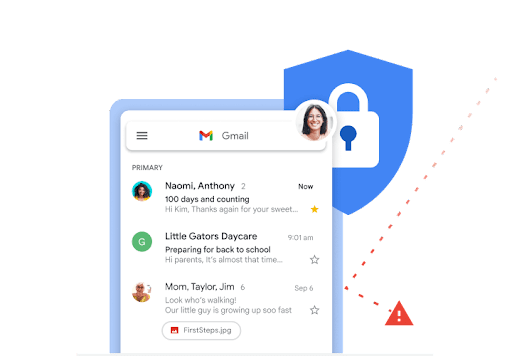 Gmail
PRIMARY
Naomi, Anthony 2 Now
100 days and counting
Hi Kim, Thanks again for your sweet...
G Little Gators Daycare 9:01 am
Preparing for back to school
Hi parents, It's almost that time...
Mom, Taylor, Jim 6 Sep 6
Look who's walking!
Our little guy is growing up soo fast
FirstSteps.jpg